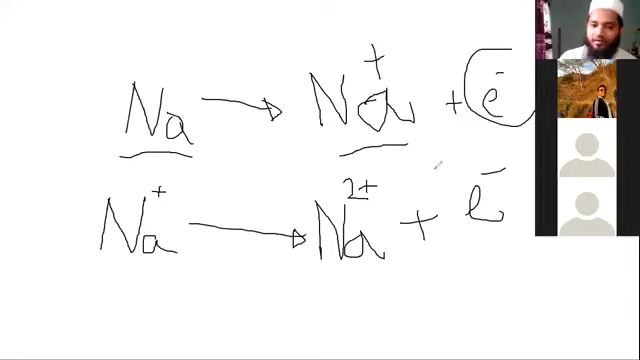 Na → Na⁺ + e⁻
Na⁺ → Na²⁺ + e⁻